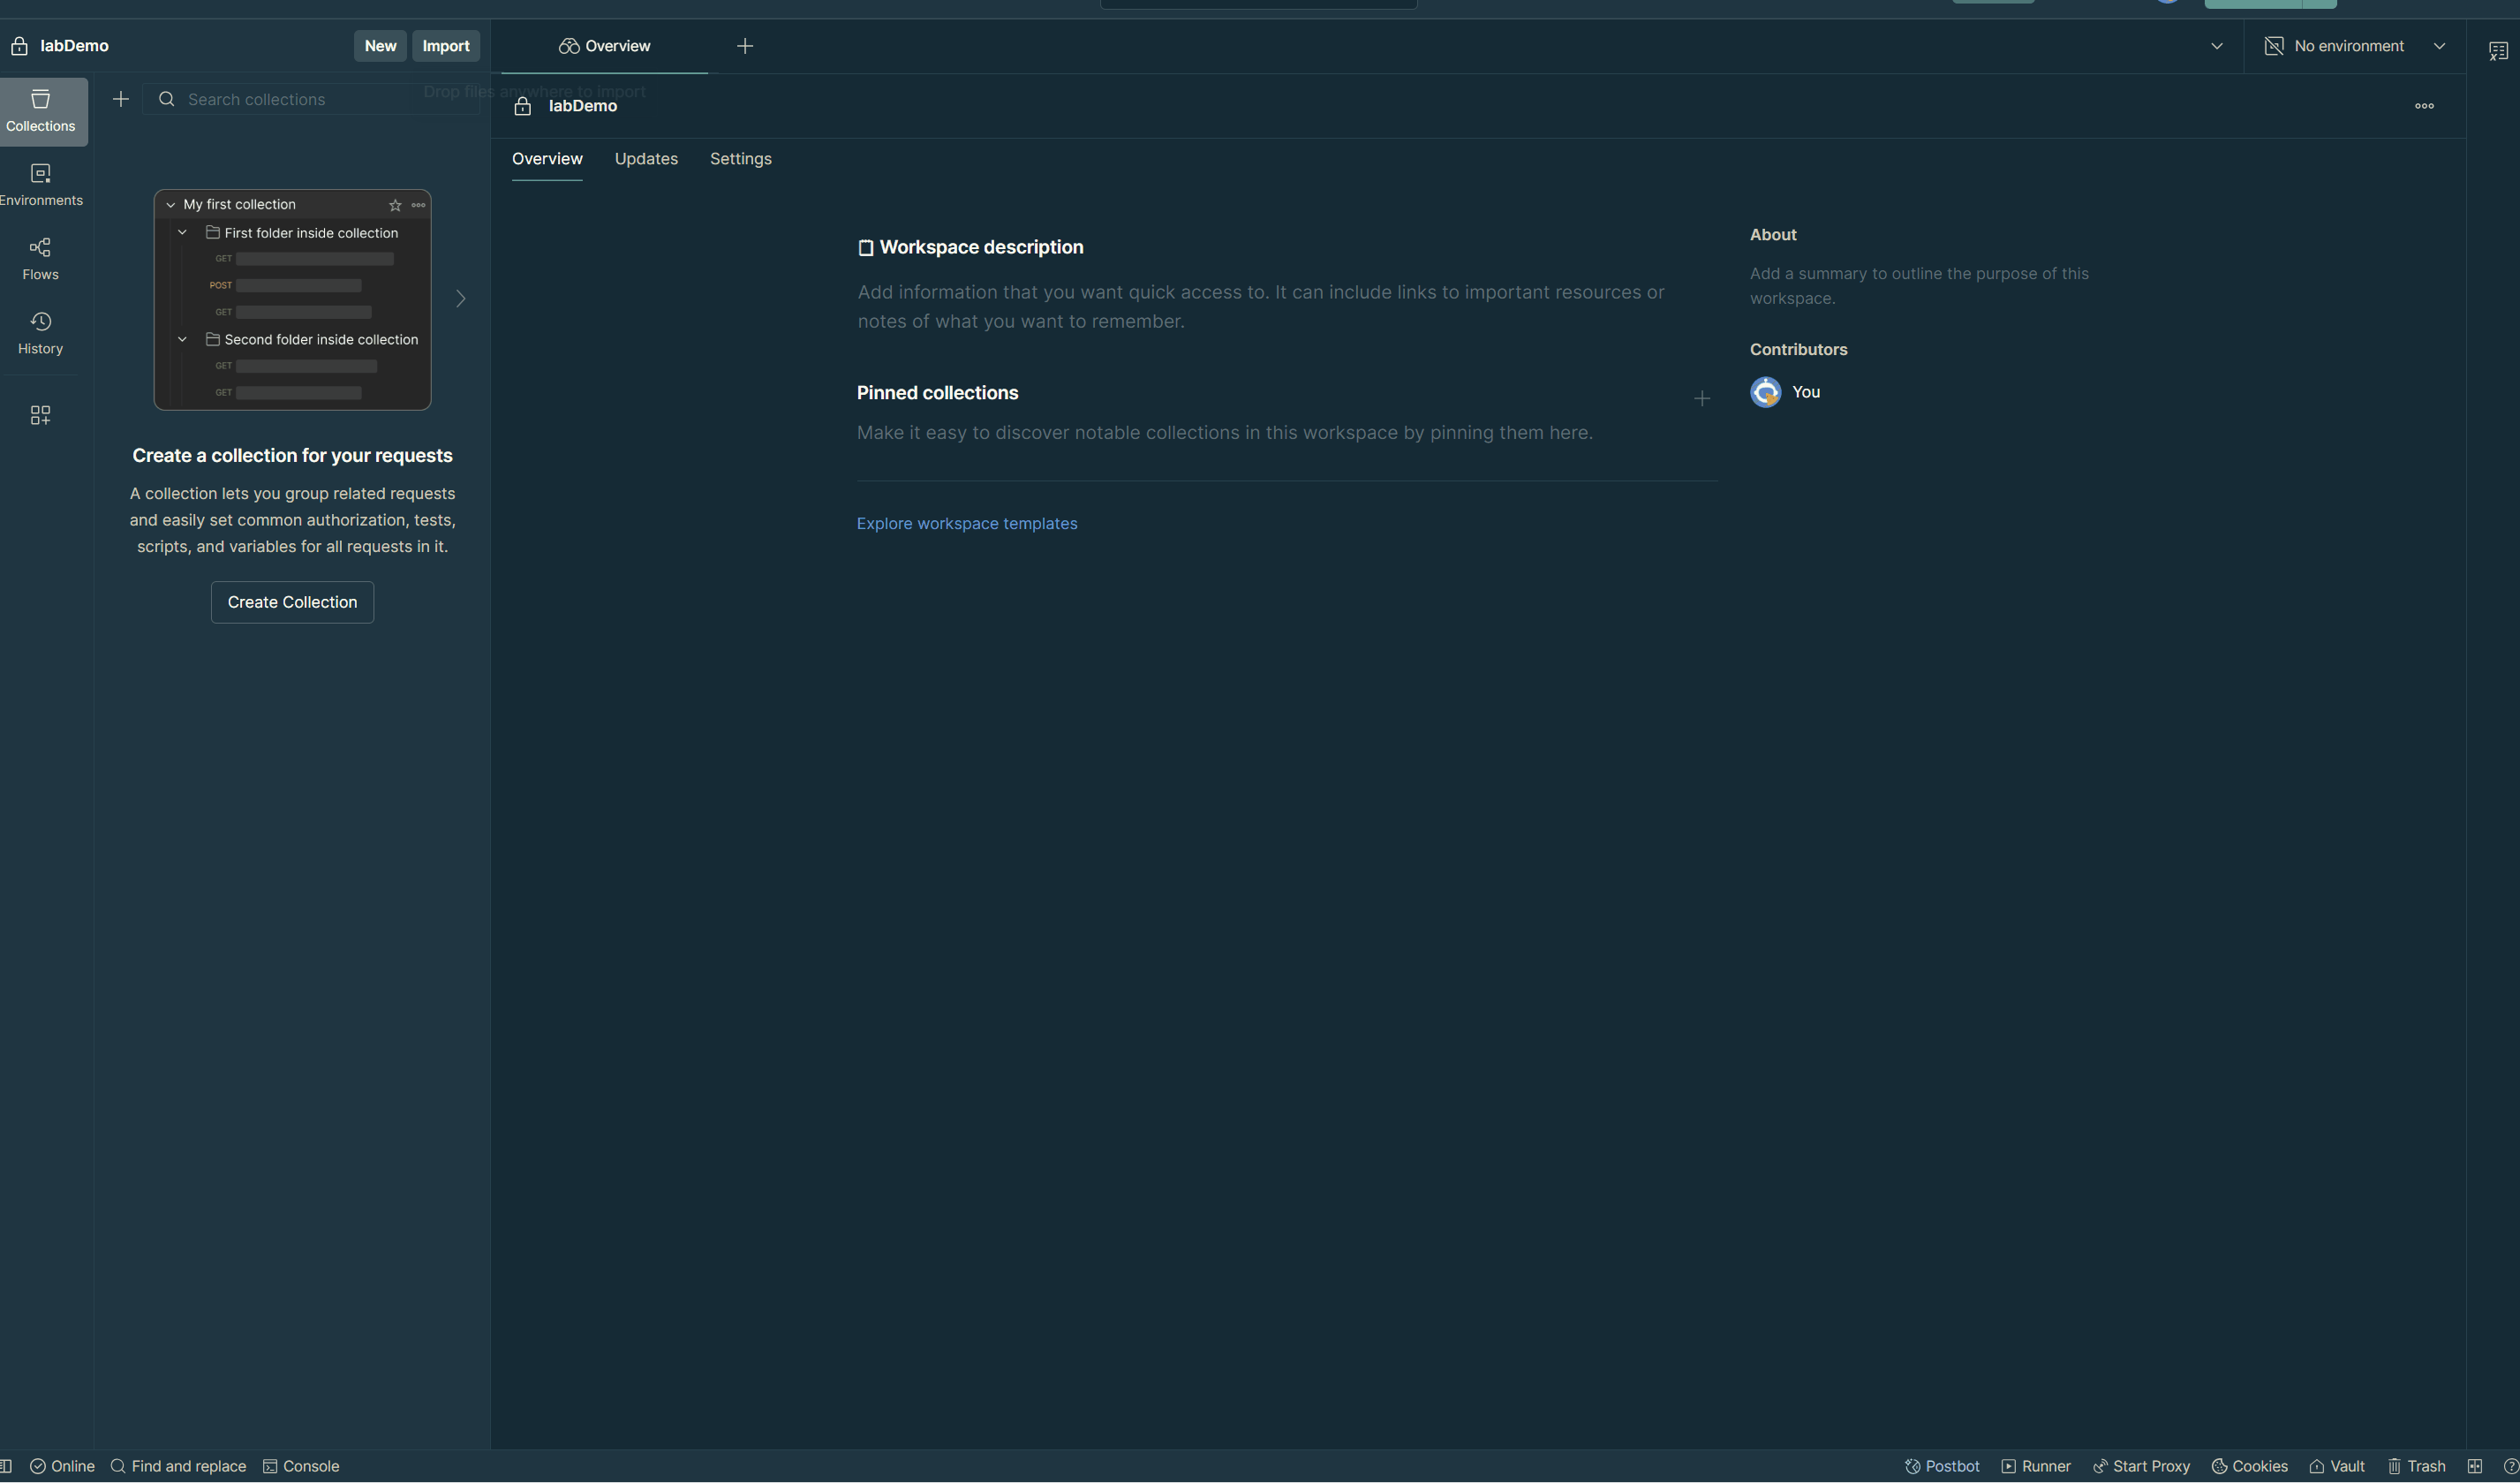 labDemo
New
Import
Overview
No environment
Collections
Search collections
Drop files anywhere to import
labDemo
Overview
Updates
Settings
Environments
Flows
History
My first collection
First folder inside collection
GET
POST
GET
Second folder inside collection
GET
GET
Create a collection for your requests
A collection lets you group related requests
and easily set common authorization, tests,
scripts, and variables for all requests in it.
Create Collection
Workspace description
Add information that you want quick access to. It can include links to important resources or
notes of what you want to remember.
Pinned collections
Make it easy to discover notable collections in this workspace by pinning them here.
Explore workspace templates
About
Add a summary to outline the purpose of this
workspace.
Contributors
You
Online
Find and replace
Console
Postbot
Runner
Start Proxy
Cookies
Vault
Trash